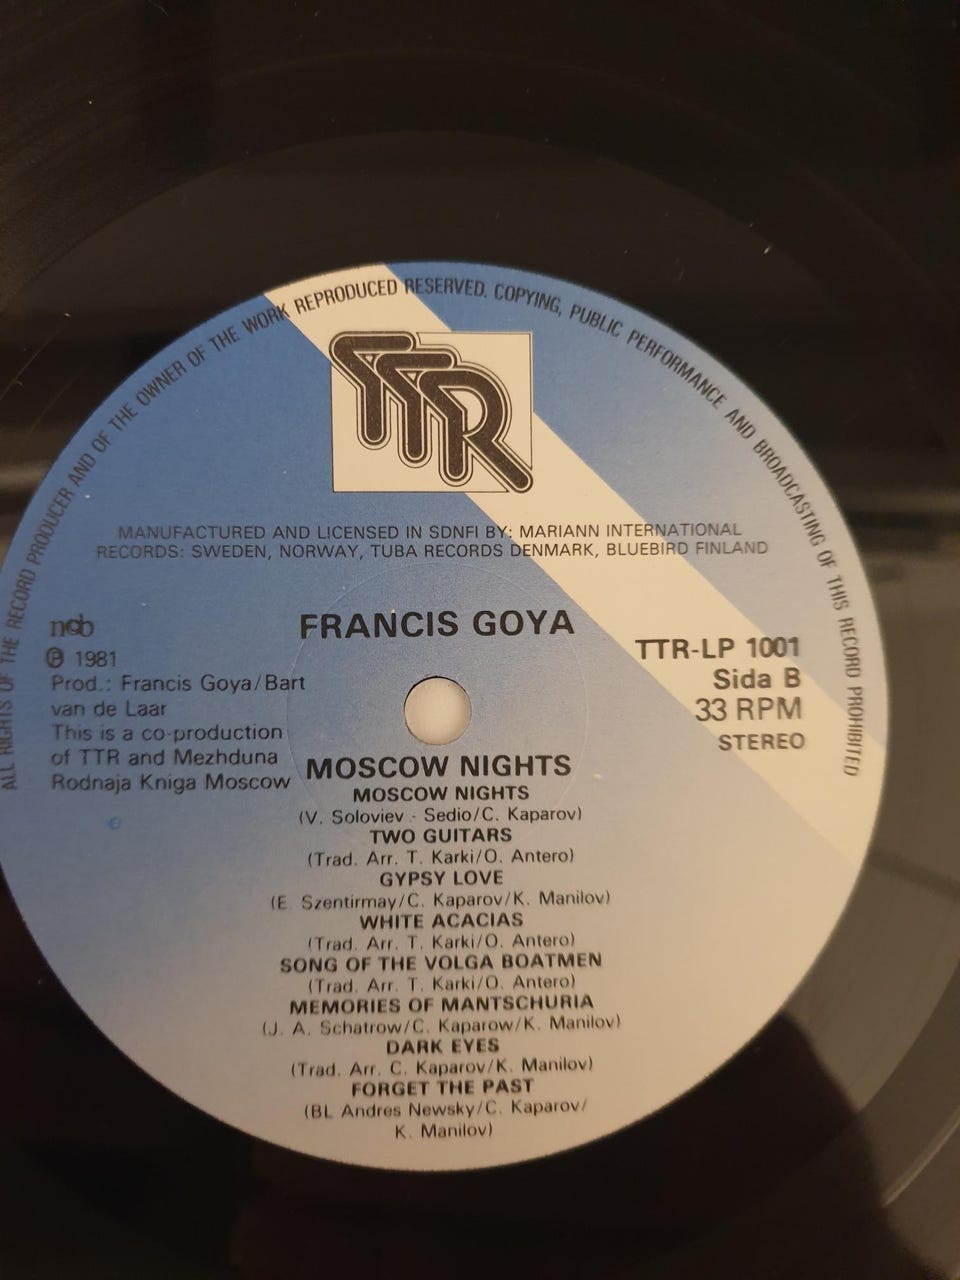 ALL RIGHTS OF THE RECORD PRODUCER AND OF THE OWNER OF THE WORK REPRODUCED RESERVED. COPYING, PUBLIC PERFORMANCE AND BROADCASTING OF THIS RECORD PROHIBITED
TTR
MANUFACTURED AND LICENSED IN SDNFI BY: MARIANN INTERNATIONAL
RECORDS: SWEDEN, NORWAY, TUBA RECORDS DENMARK, BLUEBIRD FINLAND
FRANCIS GOYA
ncb
℗ 1981
Prod.: Francis Goya/Bart
van de Laar
This is a co-production
of TTR and Mezhduna
Rodnaja Kniga Moscow
TTR-LP 1001
Sida B
33 RPM
STEREO
MOSCOW NIGHTS
MOSCOW NIGHTS
(V. Soloviev - Sedio/C. Kaparov)
TWO GUITARS
(Trad. Arr. T. Karki/O. Antero)
GYPSY LOVE
(E. Szentirmay/C. Kaparov/K. Manilov)
WHITE ACACIAS
(Trad. Arr. T. Karki/O. Antero)
SONG OF THE VOLGA BOATMEN
(Trad. Arr. T. Karki/O. Antero)
MEMORIES OF MANTSCHURIA
(J. A. Schatrow/C. Kaparow/K. Manilov)
DARK EYES
(Trad. Arr. C. Kaparov/K. Manilov)
FORGET THE PAST
(BL Andres Newsky/C. Kaparov/
K. Manilov)